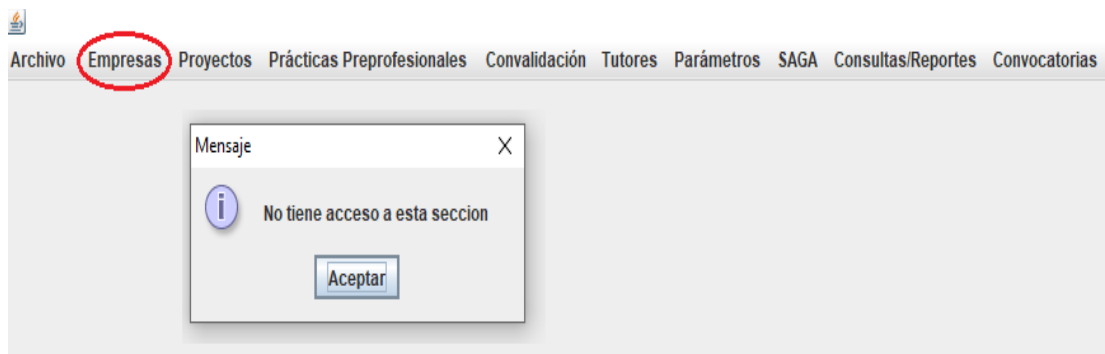 Archivo Empresas Proyectos Prácticas Preprofesionales Convalidación Tutores Parámetros SAGA Consultas/Reportes Convocatorias
Mensaje
No tiene acceso a esta seccion
Aceptar